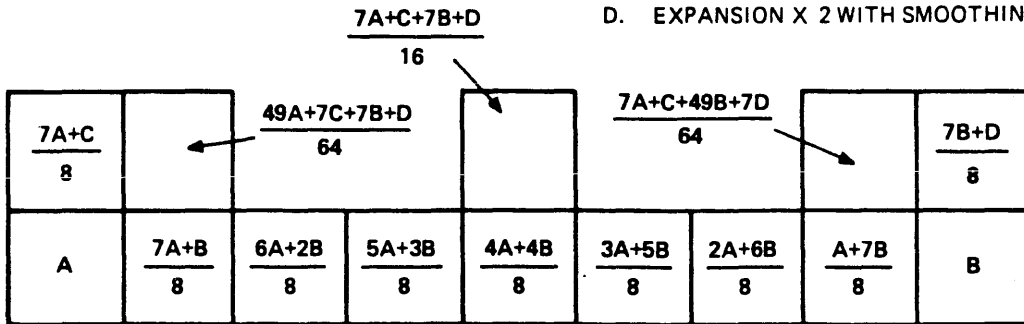 D. EXPANSION X 2 WITH SMOOTHIN
7A+C+7B+D
16
7A+C
8
49A+7C+7B+D
64
7A+C+49B+7D
64
7B+D
8
A
7A+B
8
6A+2B
8
5A+3B
8
4A+4B
8
3A+5B
8
2A+6B
8
A+7B
8
B